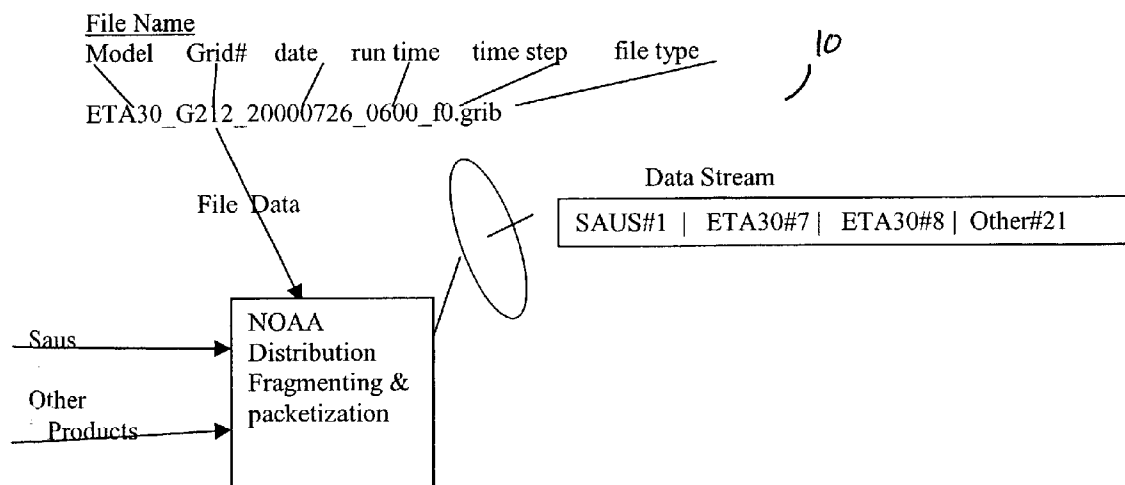 File Name
Model Grid# date run time time step file type
10
ETA30_G212_20000726_0600_f0.grib
File Data
Data Stream
SAUS#1 | ETA30#7 | ETA30#8 | Other#21
NOAA
Distribution
Fragmenting &
packetization
Saus
Other
Products